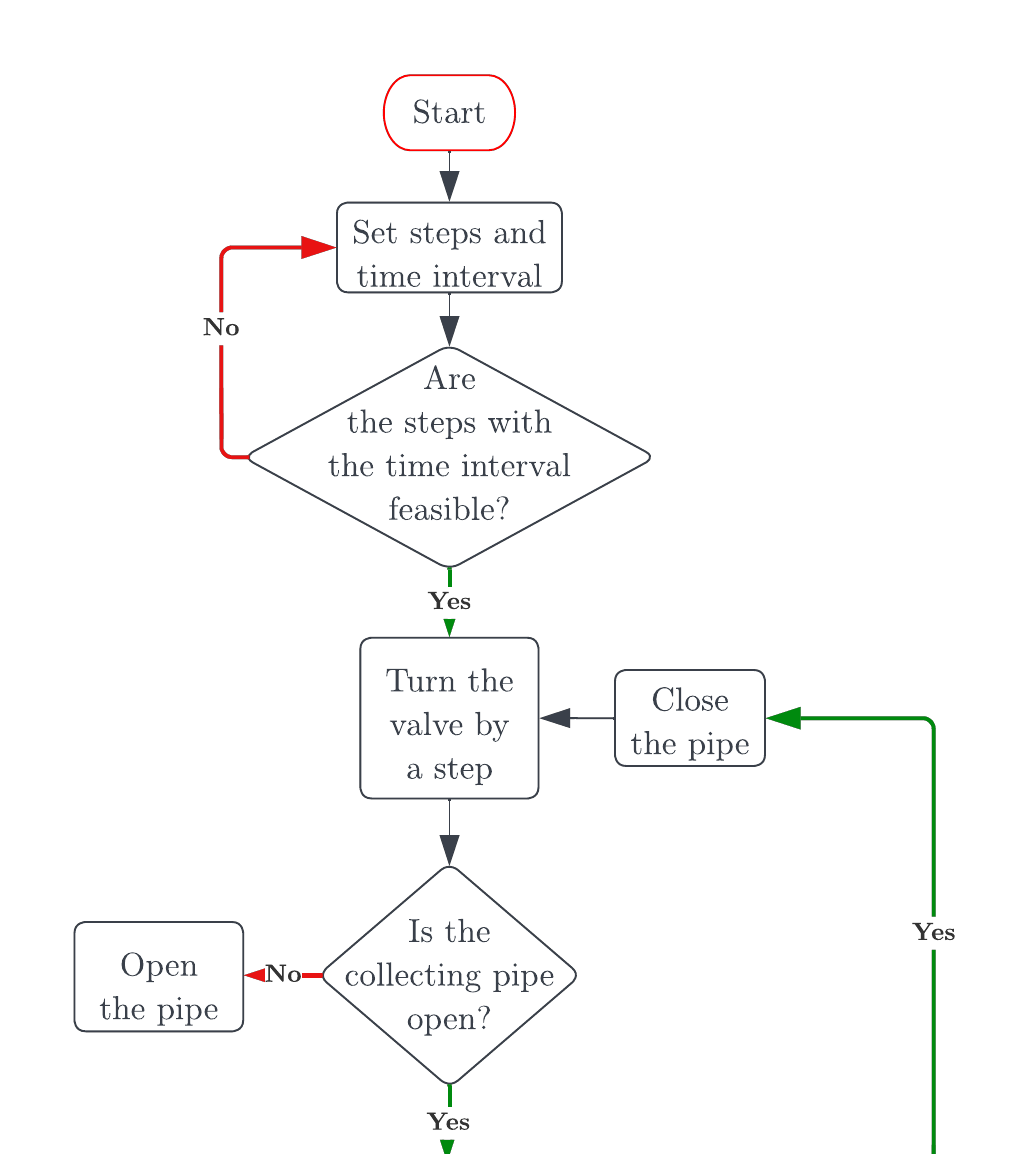 Start
Set steps and
time interval
No
Are
the steps with
the time interval
feasible?
Yes
Turn the
valve by
a step
Close
the pipe
Yes
Is the
collecting pipe
open?
No
Open
the pipe
Yes